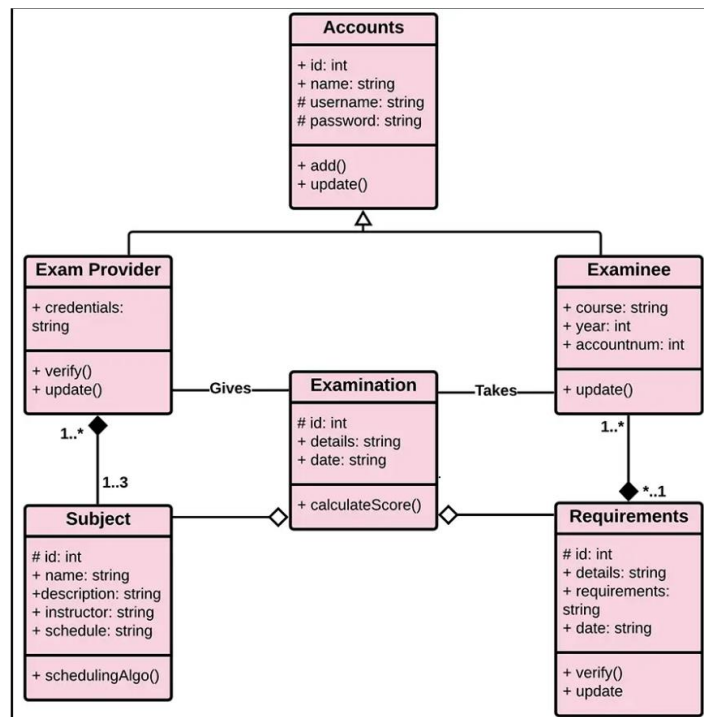 Accounts
+ id: int
+ name: string
# username: string
# password: string
+ add()
+ update()
Exam Provider
+ credentials:
string
+ verify()
+ update()
Examinee
+ course: string
+ year: int
+ accountnum: int
+ update()
Gives
Examination
# id: int
+ details: string
+ date: string
+ calculateScore()
Takes
1..*
1..3
1..*
*..1
Subject
# id: int
+ name: string
+description: string
+ instructor: string
+ schedule: string
+ schedulingAlgo()
Requirements
# id: int
+ details: string
+ requirements:
string
+ date: string
+ verify()
+ update